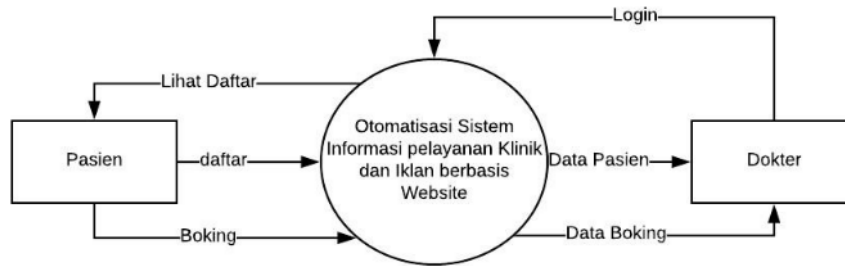 Login
Lihat Daftar
Otomatisasi Sistem
Informasi pelayanan Klinik
dan Iklan berbasis
Website
Pasien
daftar
Data Pasien
Dokter
Boking
Data Boking